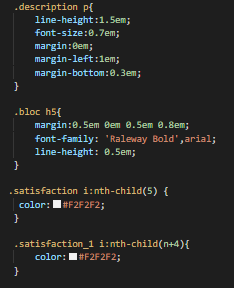 .description p{
line-height:1.5em;
font-size:0.7em;
margin:0em;
margin-left:1em;
margin-bottom:0.3em;
}
.bloc h5{
margin:0.5em 0em 0.5em 0.8em;
font-family: 'Raleway Bold',arial;
line-height: 0.5em;
}
.satisfaction i:nth-child(5) {
color:#F2F2F2;
}
.satisfaction_1 i:nth-child(n+4){
color:#F2F2F2;
}